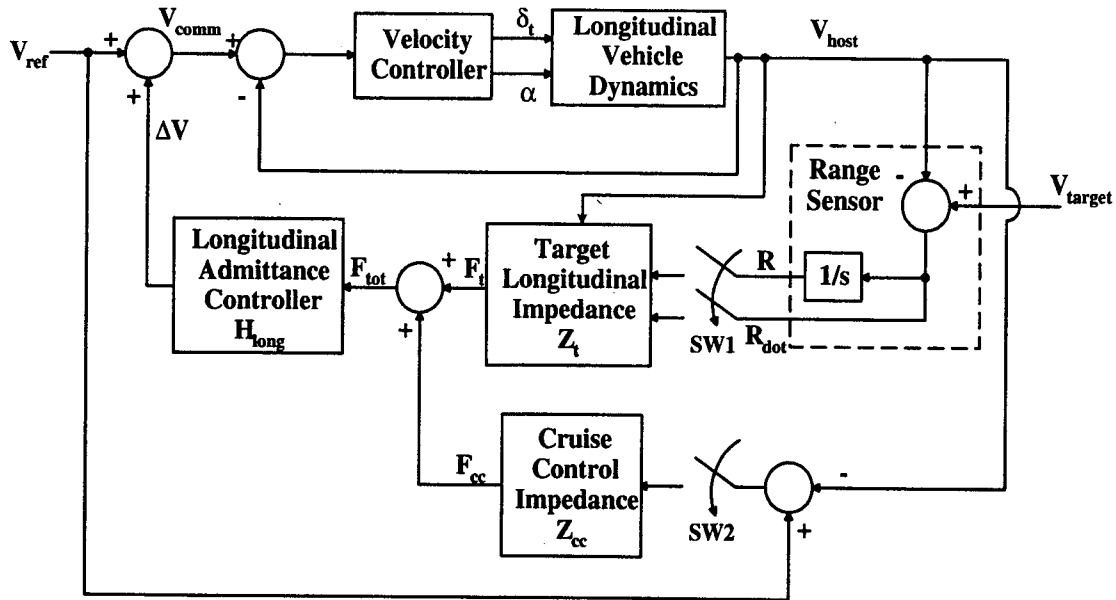 V_ref
+
+
V_comm
+
-
ΔV
Velocity
Controller
δ_t
α
Longitudinal
Vehicle
Dynamics
V_host
Range
Sensor
-
+
V_target
1/s
R
R_dot
SW1
Target
Longitudinal
Impedance
Z_t
F_t
+
+
F_tot
Longitudinal
Admittance
Controller
H_long
F_cc
Cruise
Control
Impedance
Z_cc
SW2
-
+